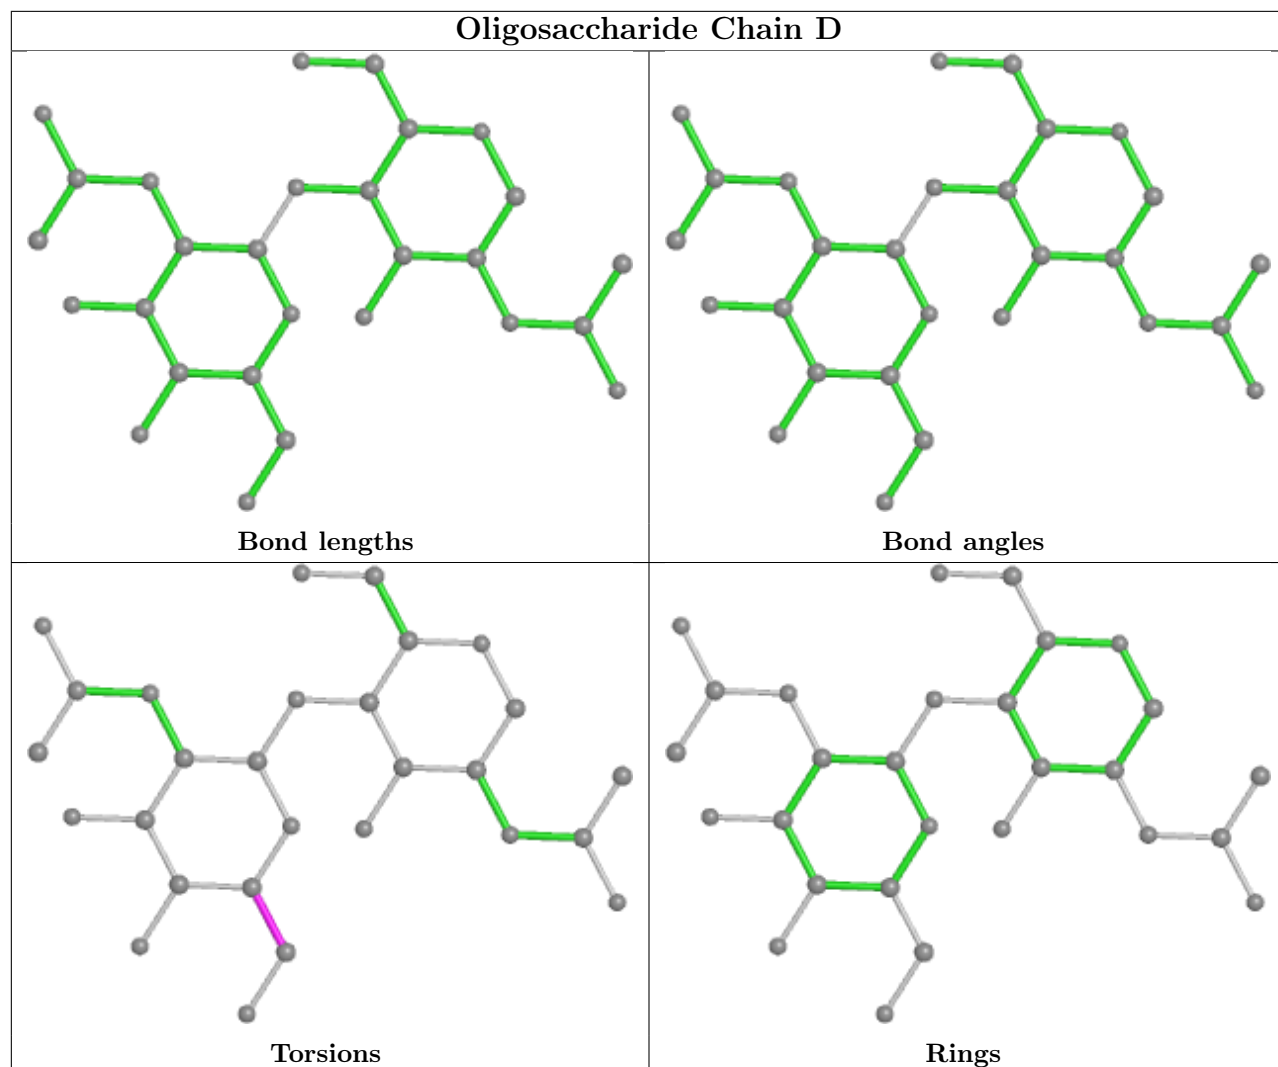 Oligosaccharide Chain D
Bond lengths
Bond angles
Torsions
Rings